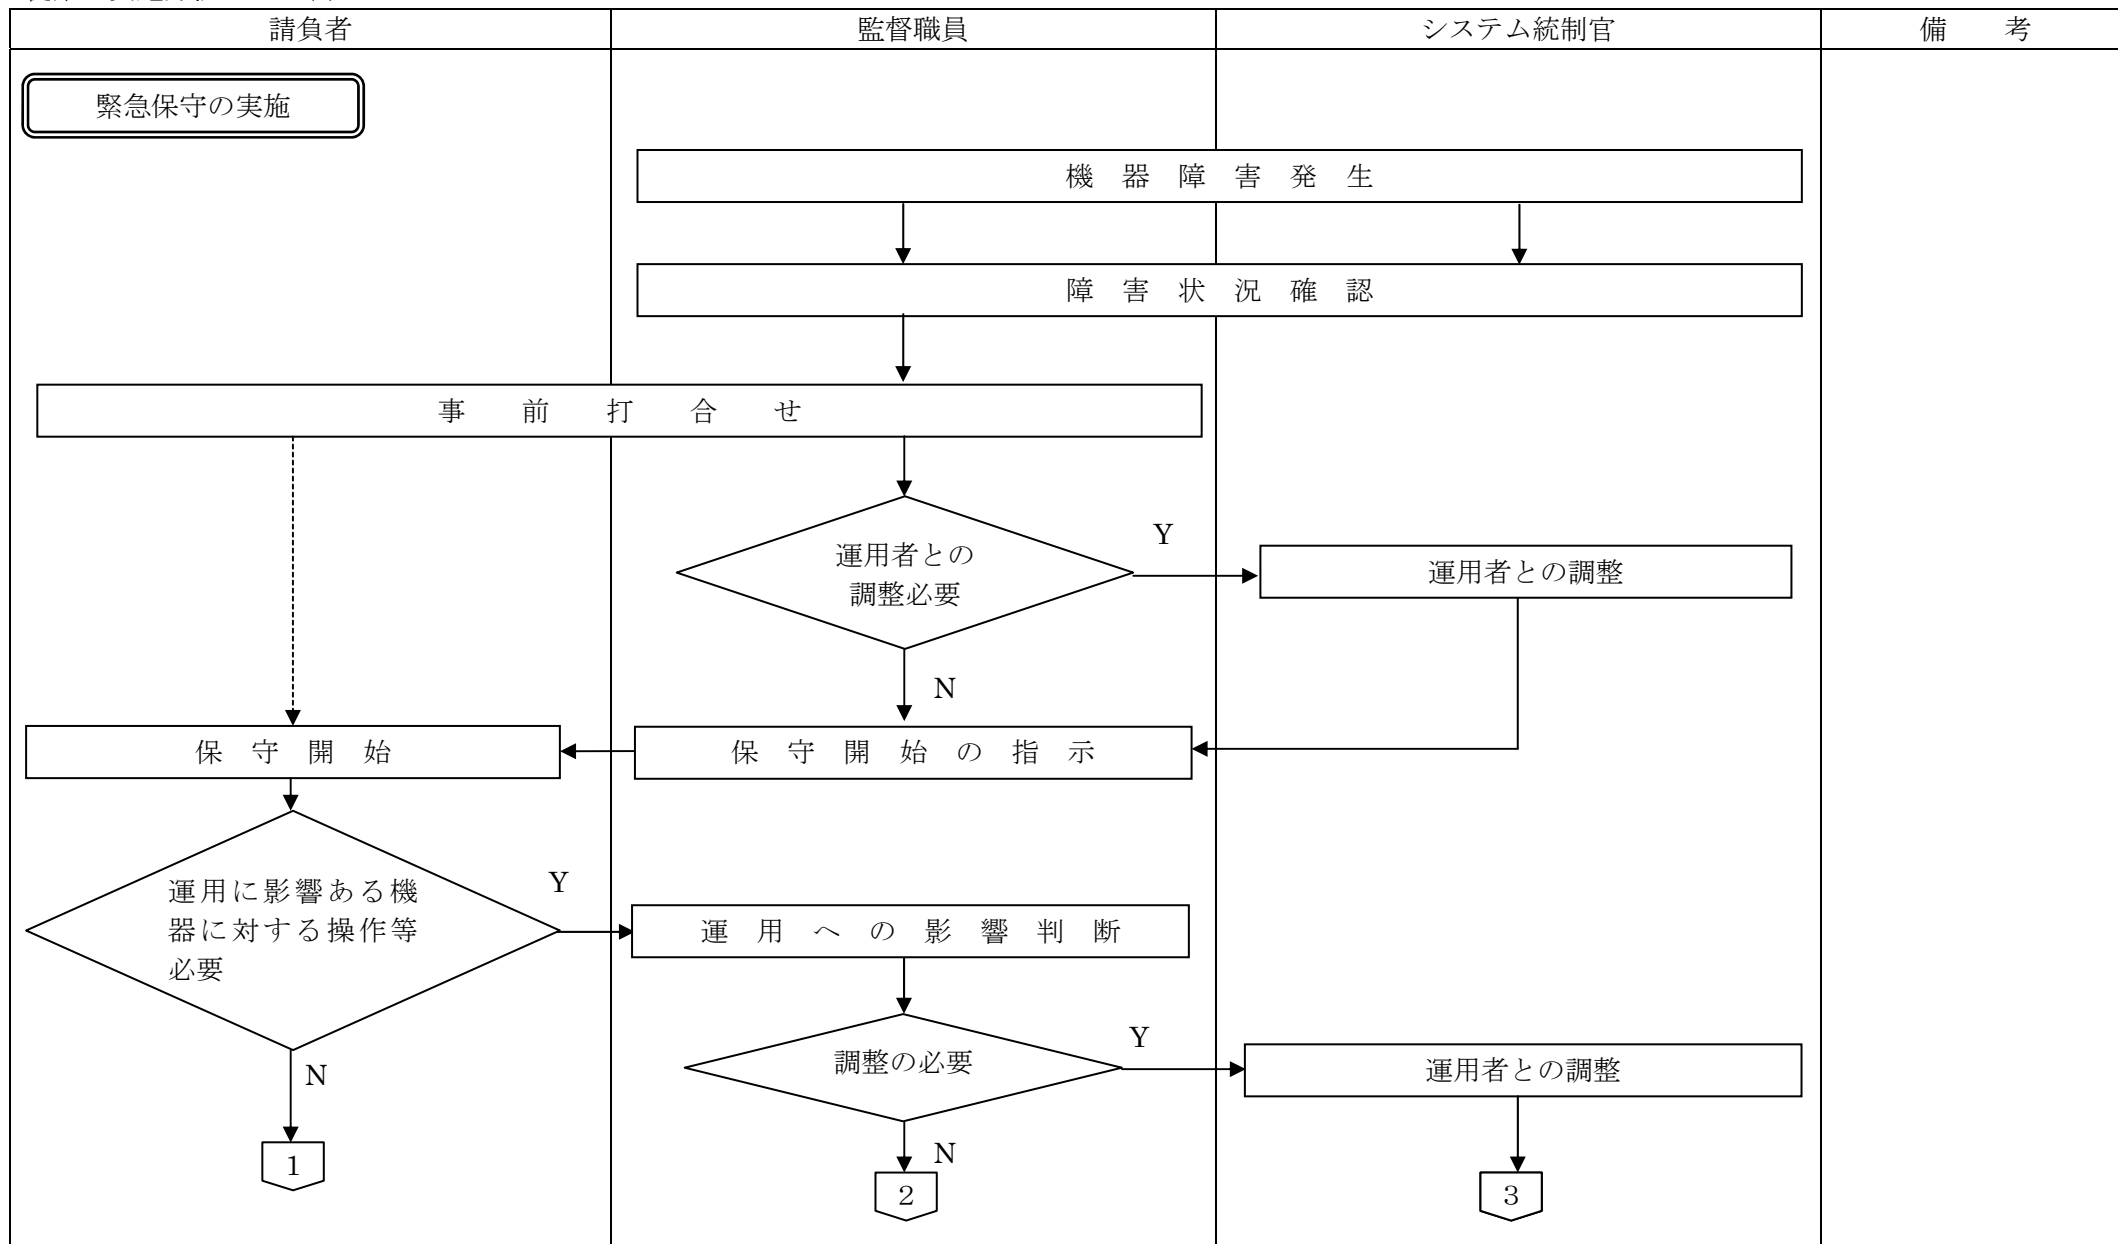 請負者
監督職員
システム統制官
備 考
緊急保守の実施
機 器 障 害 発 生
障 害 状 況 確 認
事 前 打 合 せ
運用者との
調整必要
Y
運用者との調整
N
保 守 開 始
保 守 開 始 の 指 示
運用に影響ある機
器に対する操作等
必要
Y
運 用 へ の 影 響 判 断
調整の必要
Y
運用者との調整
N
N
1
2
3